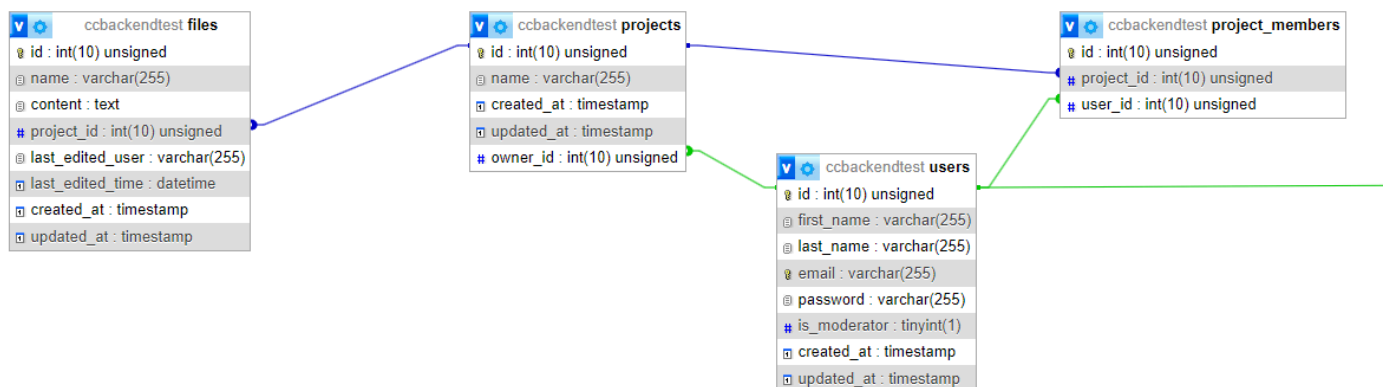 ccbackendtest files
id : int(10) unsigned
name : varchar(255)
content : text
project_id : int(10) unsigned
last_edited_user : varchar(255)
last_edited_time : datetime
created_at : timestamp
updated_at : timestamp
ccbackendtest projects
id : int(10) unsigned
name : varchar(255)
created_at : timestamp
updated_at : timestamp
owner_id : int(10) unsigned
ccbackendtest project_members
id : int(10) unsigned
project_id : int(10) unsigned
user_id : int(10) unsigned
ccbackendtest users
id : int(10) unsigned
first_name : varchar(255)
last_name : varchar(255)
email : varchar(255)
password : varchar(255)
is_moderator : tinyint(1)
created_at : timestamp
updated_at : timestamp